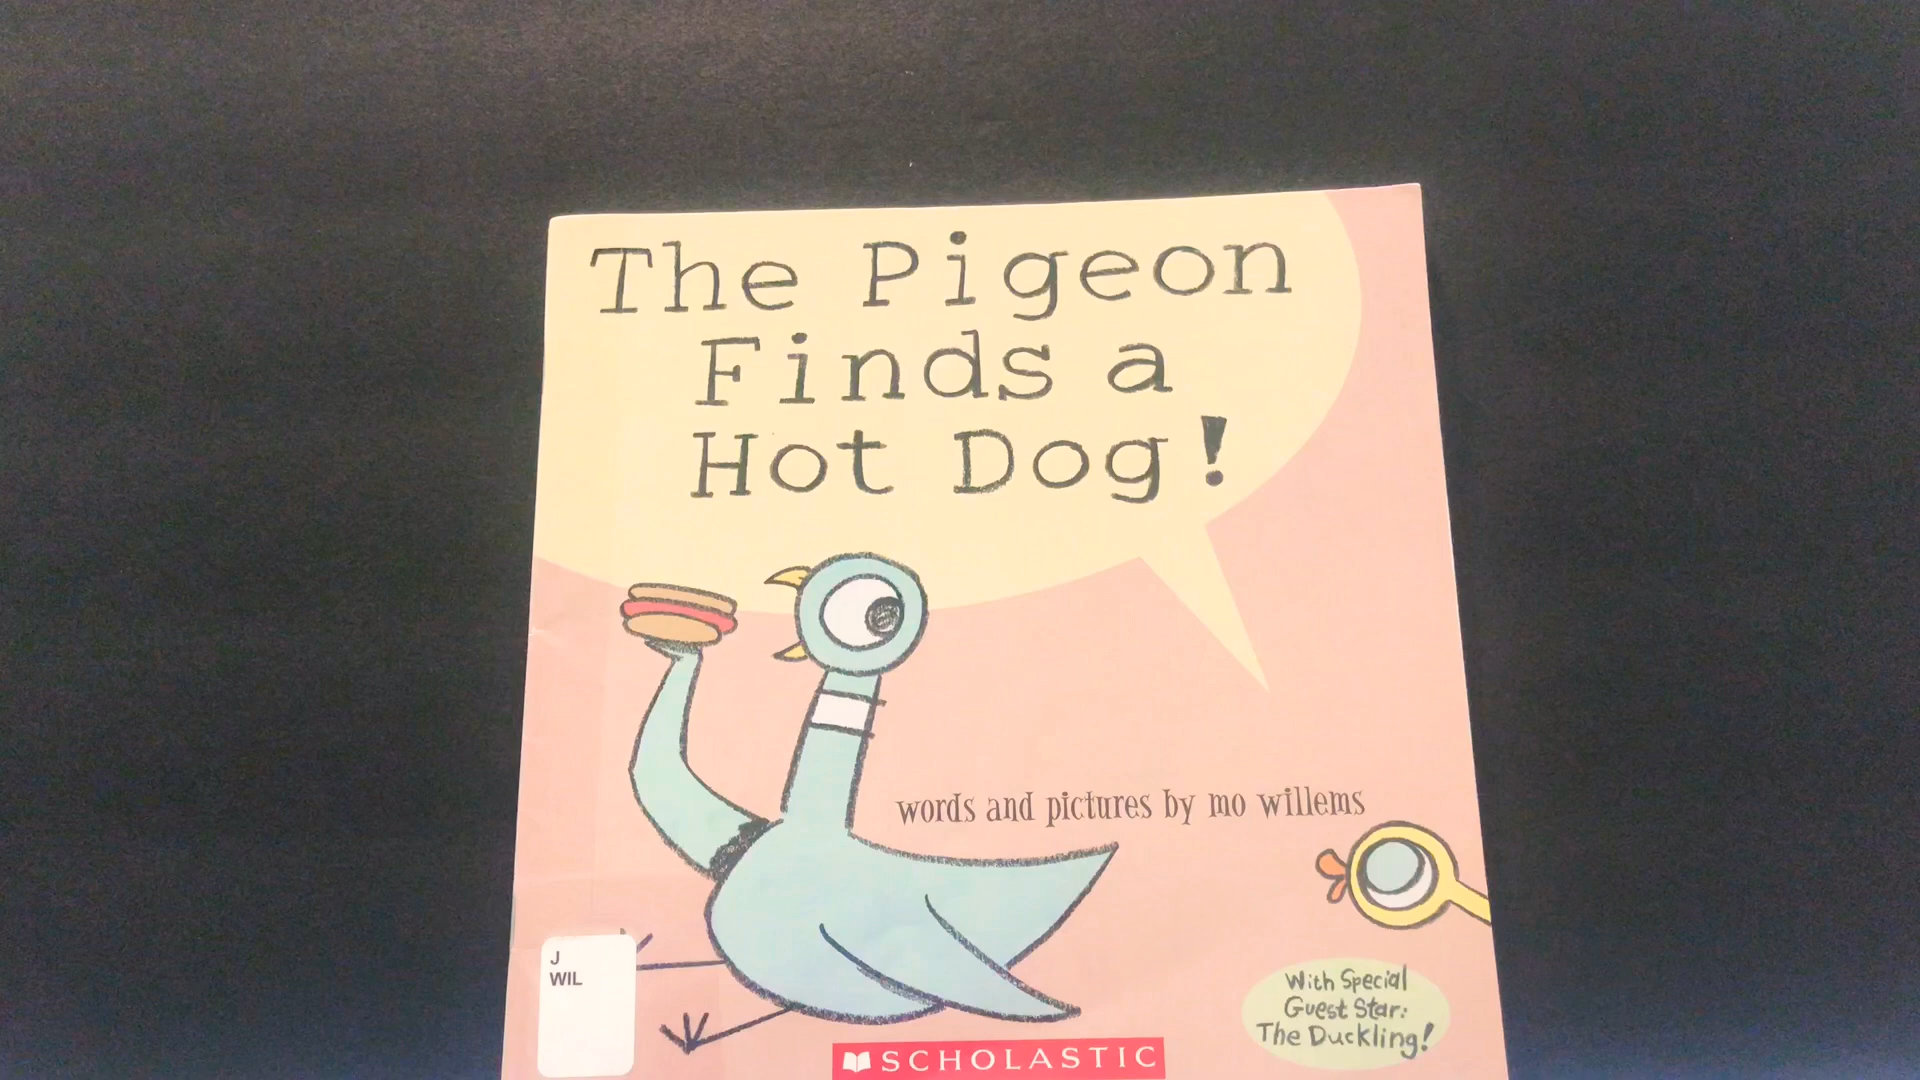 The Pigeon
Finds a
Hot Dog!
words and pictures by mo willems
J
WIL
With Special
Guest Star:
The Duckling!
SCHOLASTIC